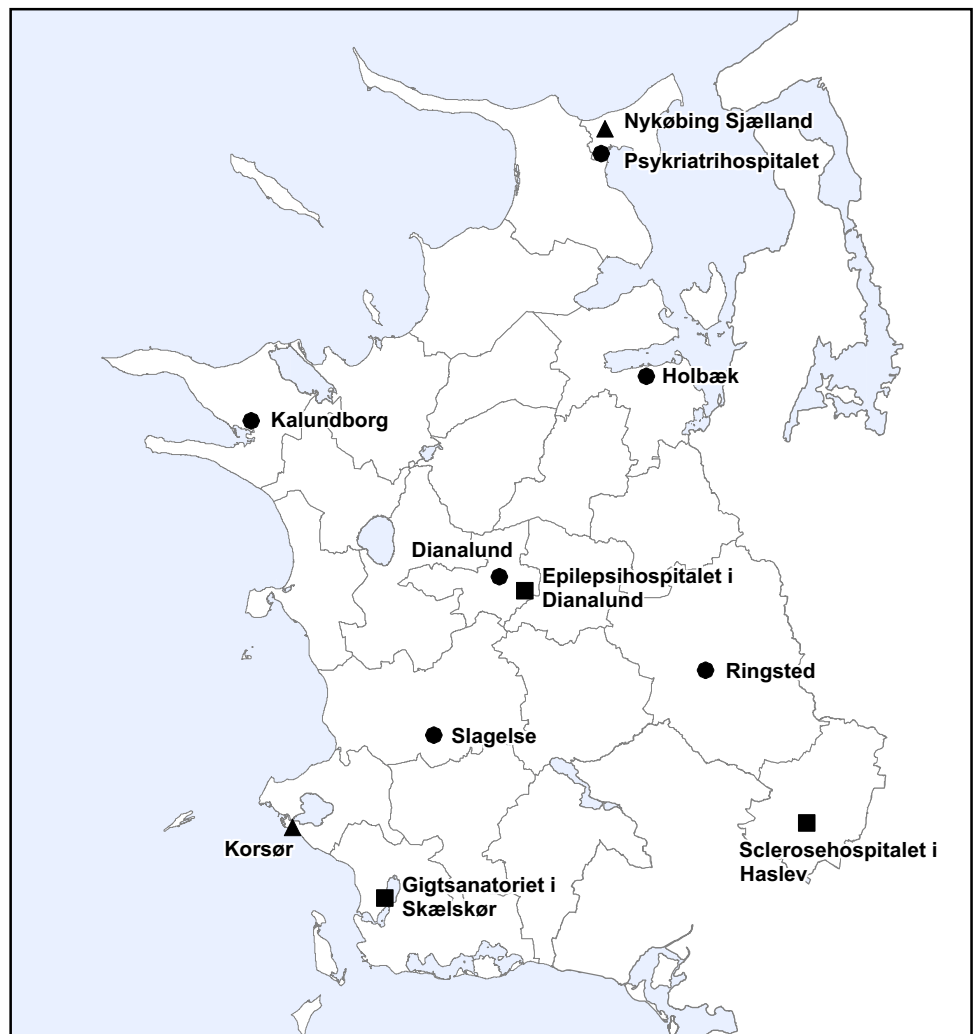 Nykøbing Sjælland
Psykriatrihospitalet
Holbæk
Kalundborg
Dianalund
Epilepsihospitalet i
Dianalund
Ringsted
Slagelse
Korsør
Sclerosehospitalet i
Haslev
Gigtsanatoriet i
Skælskør